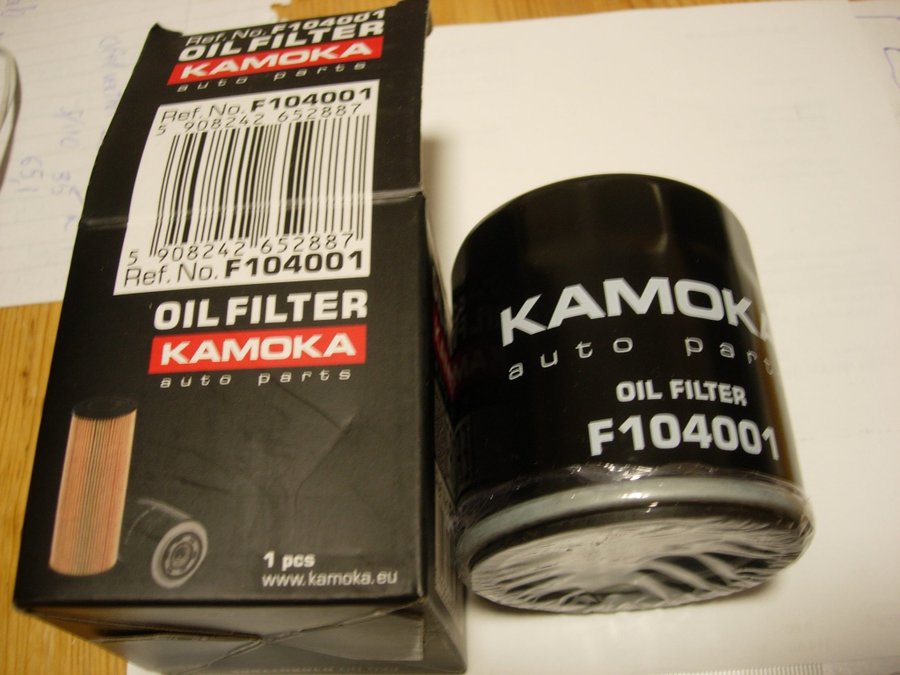 Ref. No. F104001
OIL FILTER
KAMOKA
auto parts
Ref. No. F104001
5 908242 652887
5 908242 652887
Ref. No. F104001
OIL FILTER
KAMOKA
auto parts
1 pcs
www.kamoka.eu
KAMOKA
auto parts
OIL FILTER
F104001